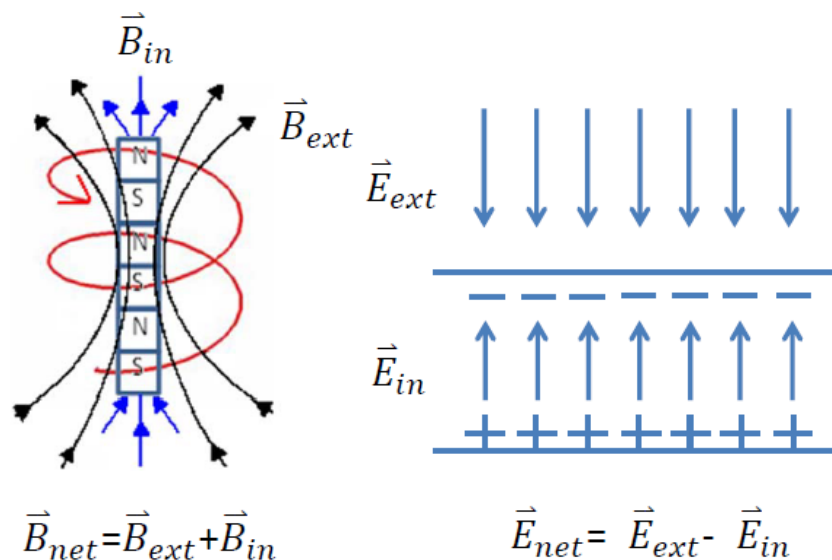 B⃗in
B⃗ext
N
S
N
S
N
S
B⃗net=B⃗ext+B⃗in
E⃗ext
E⃗in
E⃗net= E⃗ext- E⃗in